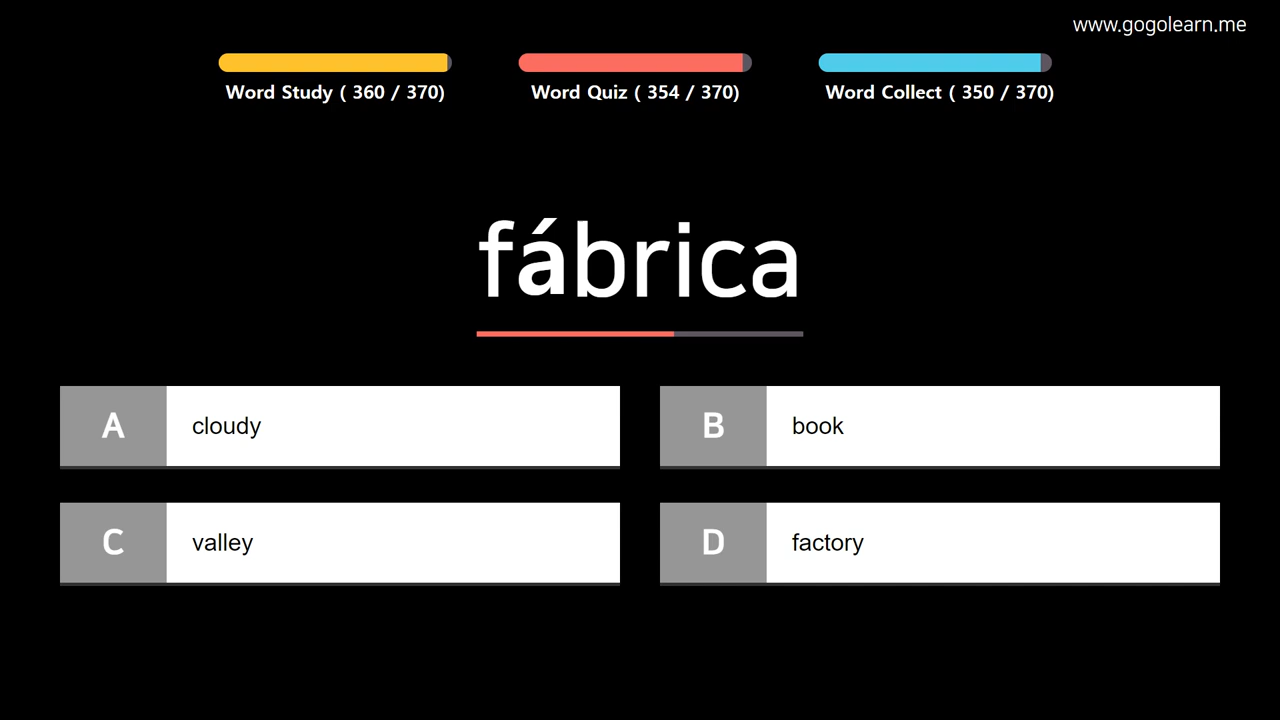 www.gogolearn.me
Word Study ( 360 / 370)
Word Quiz ( 354 / 370)
Word Collect ( 350 / 370)
fábrica
A cloudy
B book
C valley
D factory